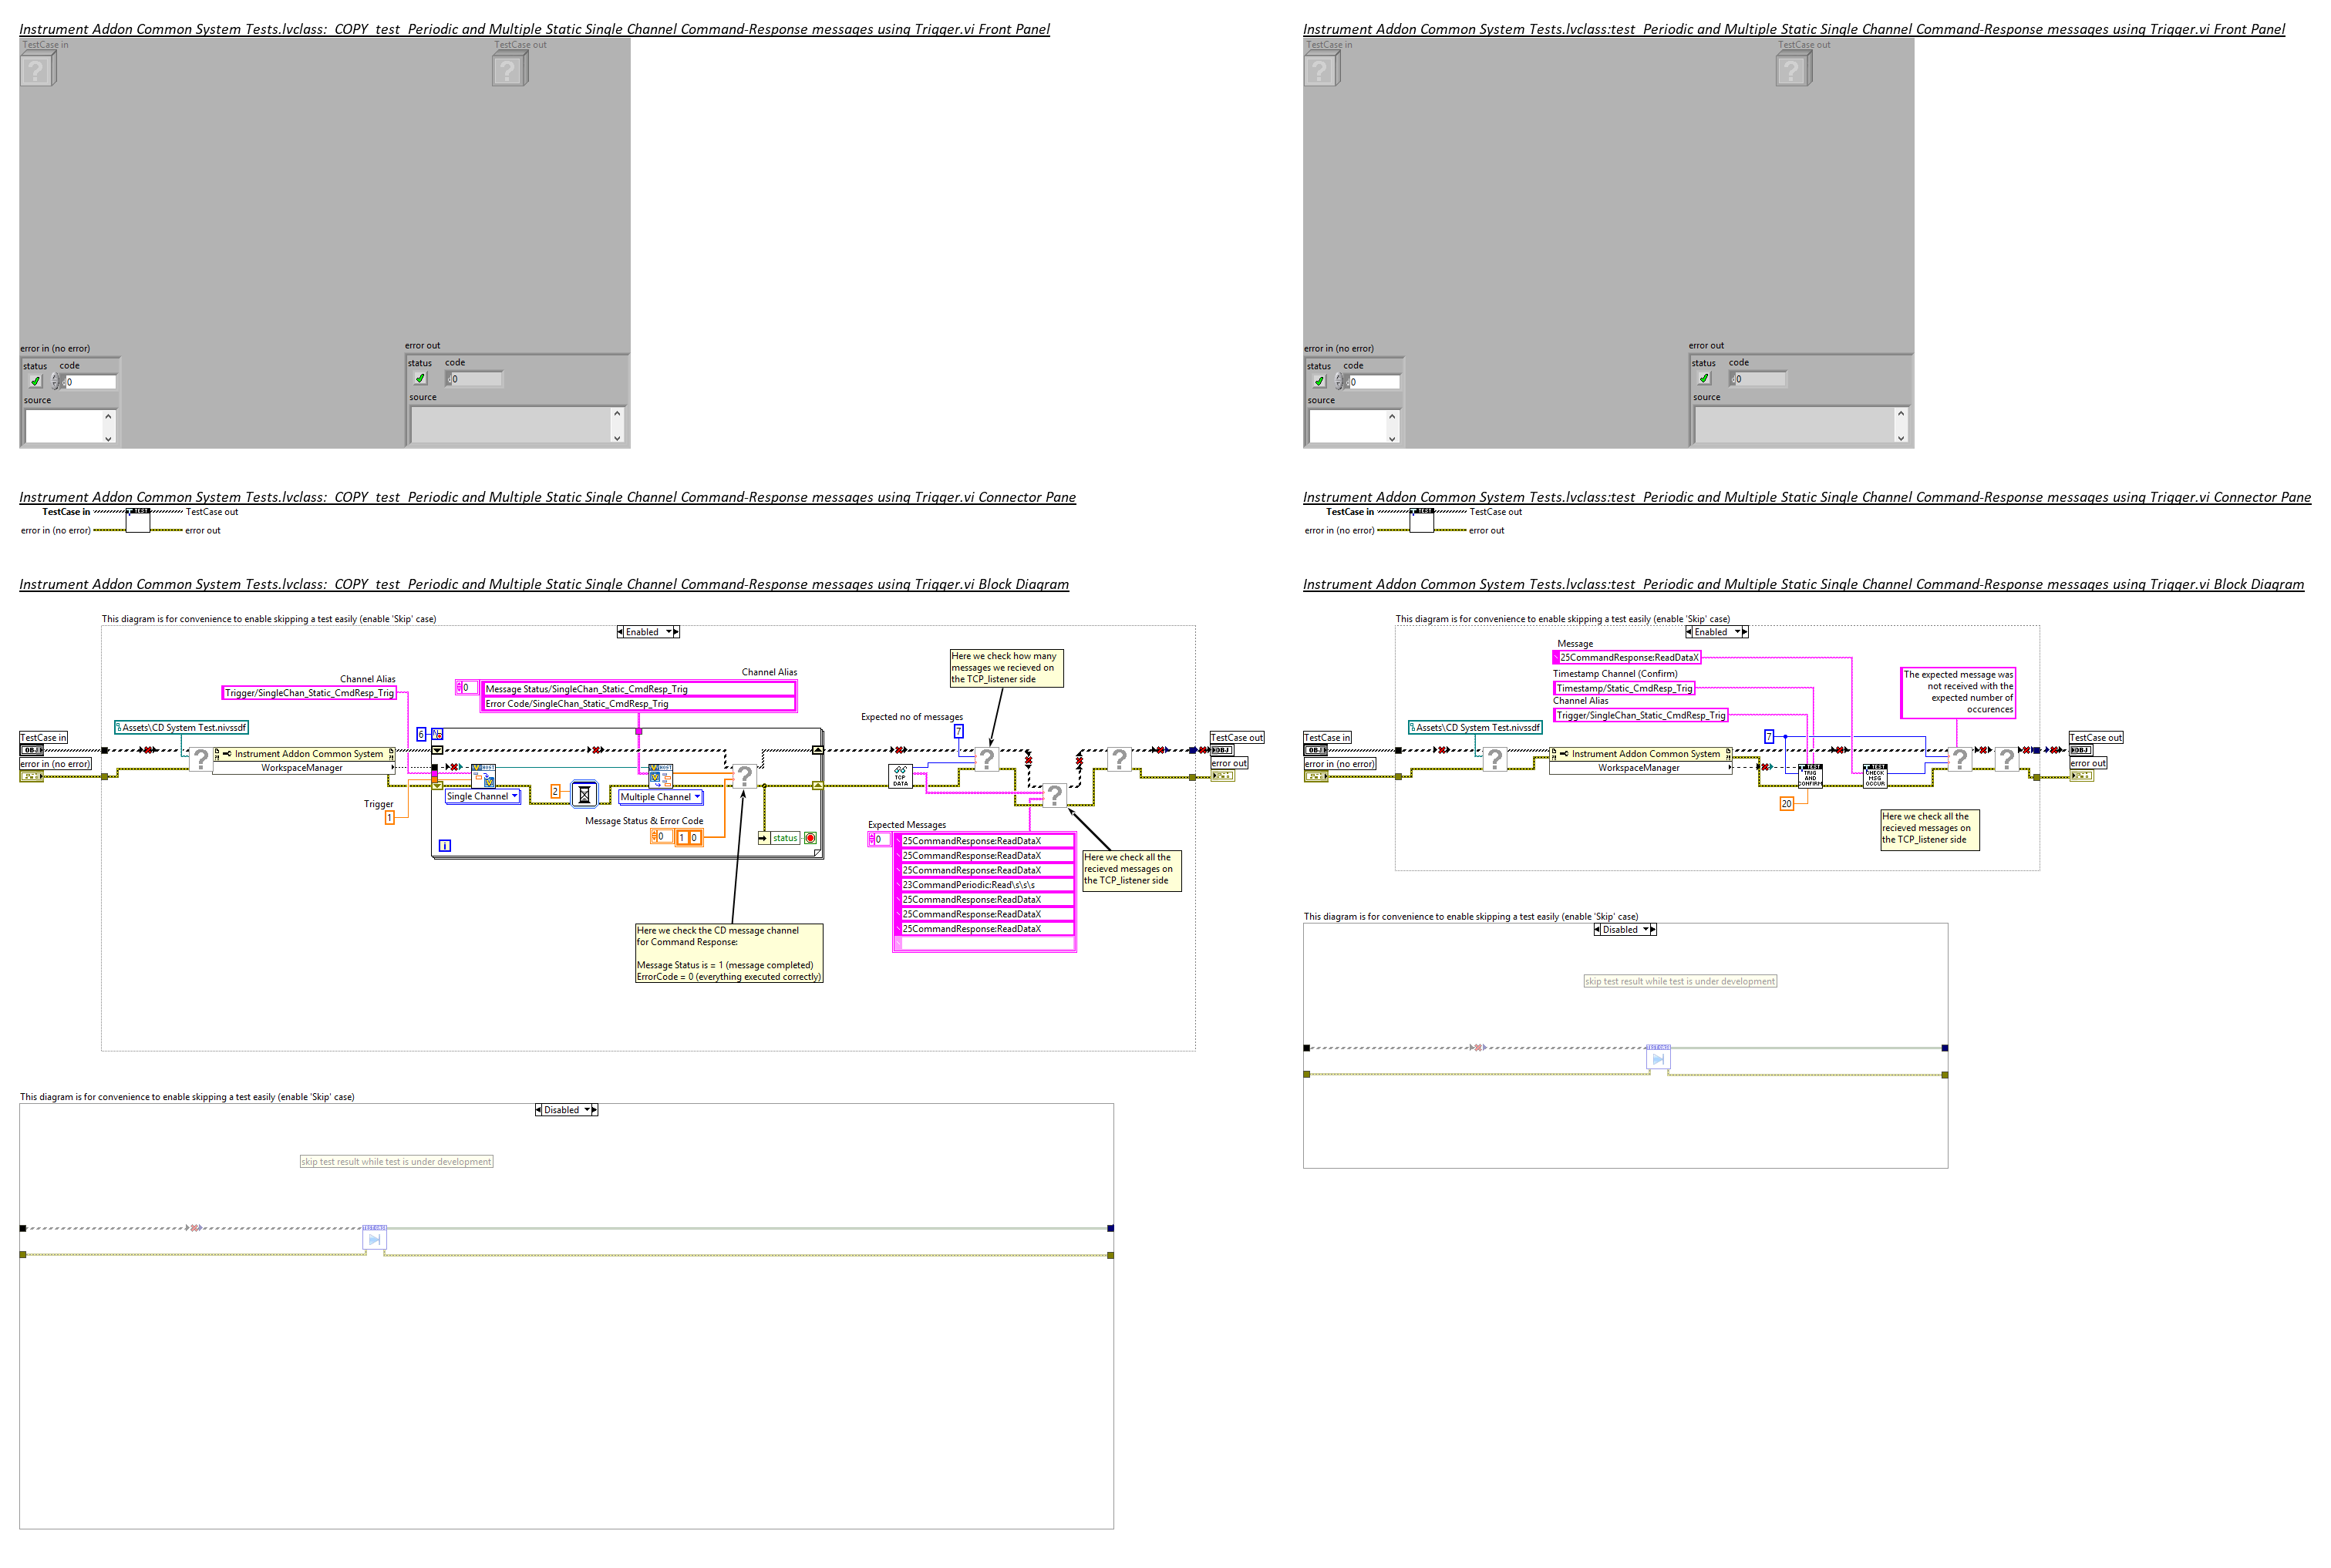 Instrument Addon Common System Tests.lvclass:  COPY  test  Periodic and Multiple Static Single Channel Command-Response messages using Trigger.vi Front Panel
TestCase in
TestCase out
error in (no error)
status
code
0
source
error out
status
code
0
source
Instrument Addon Common System Tests.lvclass:  COPY  test  Periodic and Multiple Static Single Channel Command-Response messages using Trigger.vi Connector Pane
TestCase in
TEST
TestCase out
error in (no error)
error out
Instrument Addon Common System Tests.lvclass:  COPY  test  Periodic and Multiple Static Single Channel Command-Response messages using Trigger.vi Block Diagram
This diagram is for convenience to enable skipping a test easily (enable 'Skip' case)
Enabled
Here we check how many
messages we recieved on
the TCP_listener side
Channel Alias
Channel Alias
Trigger/SingleChan_Static_CmdResp_Trig
0
Message Status/SingleChan_Static_CmdResp_Trig
Error Code/SingleChan_Static_CmdResp_Trig
Expected no of messages
7
Assets\CD System Test.nivssdf
6
N
TestCase in
OBJ
error in (no error)
Instrument Addon Common System
WorkspaceManager
HOST
Single Channel
2
HOST
Multiple Channel
Trigger
1
Message Status & Error Code
0
1
0
status
i
TCP
DATA
TestCase out
OBJ
error out
Expected Messages
0
25CommandResponse:ReadDataX
25CommandResponse:ReadDataX
25CommandResponse:ReadDataX
23CommandPeriodic:Read\s\s\s
25CommandResponse:ReadDataX
25CommandResponse:ReadDataX
25CommandResponse:ReadDataX
Here we check all the
recieved messages on
the TCP_listener side
Here we check the CD message channel
for Command Response:
Message Status is = 1 (message completed)
ErrorCode = 0 (everything executed correctly)
This diagram is for convenience to enable skipping a test easily (enable 'Skip' case)
Disabled
skip test result while test is under development
Instrument Addon Common System Tests.lvclass:test  Periodic and Multiple Static Single Channel Command-Response messages using Trigger.vi Front Panel
TestCase in
TestCase out
error in (no error)
status
code
0
source
error out
status
code
0
source
Instrument Addon Common System Tests.lvclass:test  Periodic and Multiple Static Single Channel Command-Response messages using Trigger.vi Connector Pane
TestCase in
TEST
TestCase out
error in (no error)
error out
Instrument Addon Common System Tests.lvclass:test  Periodic and Multiple Static Single Channel Command-Response messages using Trigger.vi Block Diagram
This diagram is for convenience to enable skipping a test easily (enable 'Skip' case)
Enabled
Message
25CommandResponse:ReadDataX
Timestamp Channel (Confirm)
Timestamp/Static_CmdResp_Trig
Channel Alias
Trigger/SingleChan_Static_CmdResp_Trig
The expected message was
not received with the
expected number of
occurences
Assets\CD System Test.nivssdf
7
TestCase in
OBJ
error in (no error)
Instrument Addon Common System
WorkspaceManager
TEST
TRIG
AND
CONFIRM
TEST
CHECK
MSG
OCCUR
20
TestCase out
OBJ
error out
Here we check all the
recieved messages on
the TCP_listener side
This diagram is for convenience to enable skipping a test easily (enable 'Skip' case)
Disabled
skip test result while test is under development